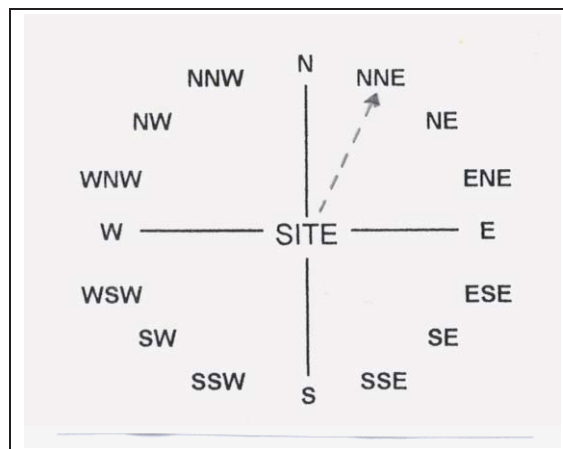 N
NNW NNE
NW NE
WNW ENE
W SITE E
WSW ESE
SW SE
SSW SSE
S